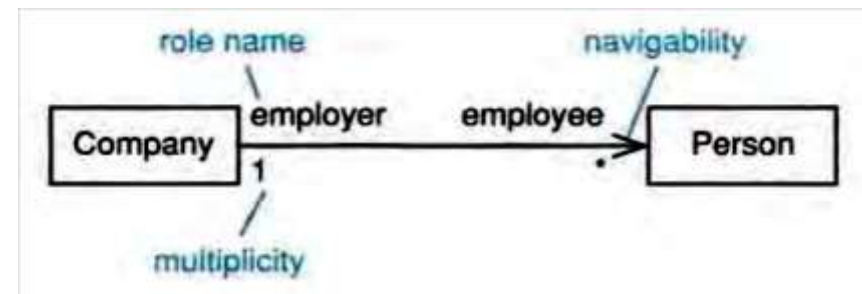 role name
navigability
employer
employee
Company
Person
1
*
multiplicity